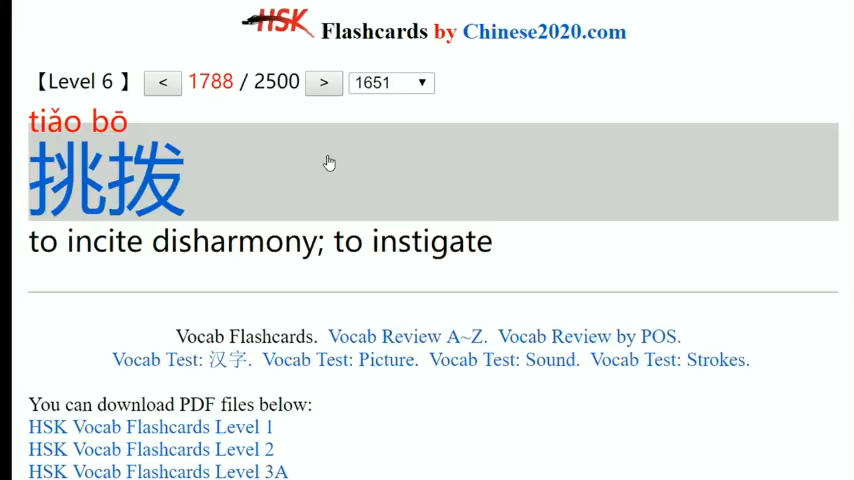 HSK Flashcards by Chinese2020.com
【Level 6 】 < 1788 / 2500 > 1651
tiǎo bō
挑拨
to incite disharmony; to instigate
Vocab Flashcards. Vocab Review A~Z. Vocab Review by POS.
Vocab Test: 汉字. Vocab Test: Picture. Vocab Test: Sound. Vocab Test: Strokes.
You can download PDF files below:
HSK Vocab Flashcards Level 1
HSK Vocab Flashcards Level 2
HSK Vocab Flashcards Level 3A